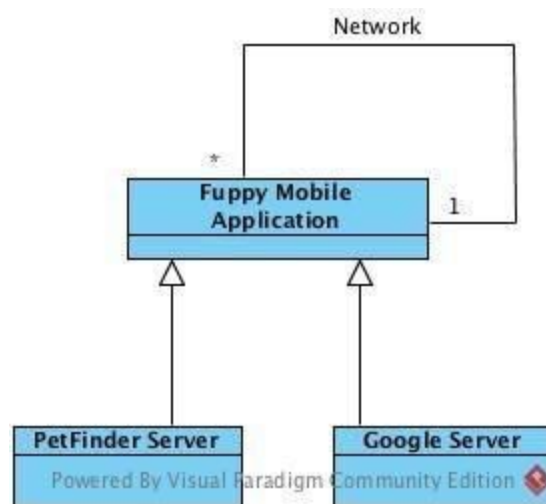 Network
*
Fuppy Mobile
Application
1
PetFinder Server
Google Server
Powered By Visual Paradigm Community Edition